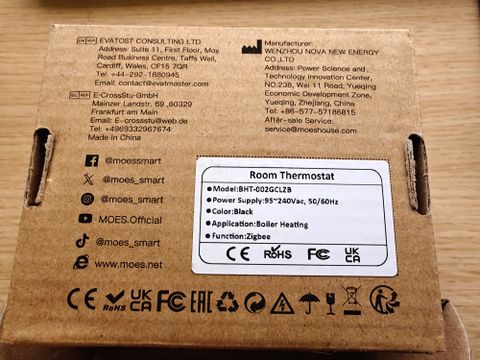 UK REP EVATOST CONSULTING LTD
Address: Suite 11, First Floor, Moy
Road Business Centre, Taffs Well,
Cardiff, Wales, CF15 7QR
Tel: +44-292-1680945
Email: contact@evatmaster.com
EC REP E-CrossStu-GmbH
Mainzer Landstr. 69,60329
Frankfurt am Main
Email: E-crossstu@web.de
Tel: +4969332967674
Made in China
Manufacturer:
WENZHOU NOVA NEW ENERGY
CO.,LTD
Address: Power Science and
Technology Innovation Center,
NO.238, Wei 11 Road, Yueqing
Economic Development Zone,
Yueqing, Zhejiang, China
Tel: +86-577-57186815
After-sale Service:
service@moeshouse.com
@moessmart
@moes_smart
@moes_smart
MOES.Official
@moes_smart
www.moes.net
Room Thermostat
●Model:BHT-002GCLZB
●Power Supply:95~240Vac, 50/60Hz
●Color:Black
●Application:Boiler Heating
●Function:Zigbee
CE RoHS FC UK CA
CE RoHS UK CA FC EAC